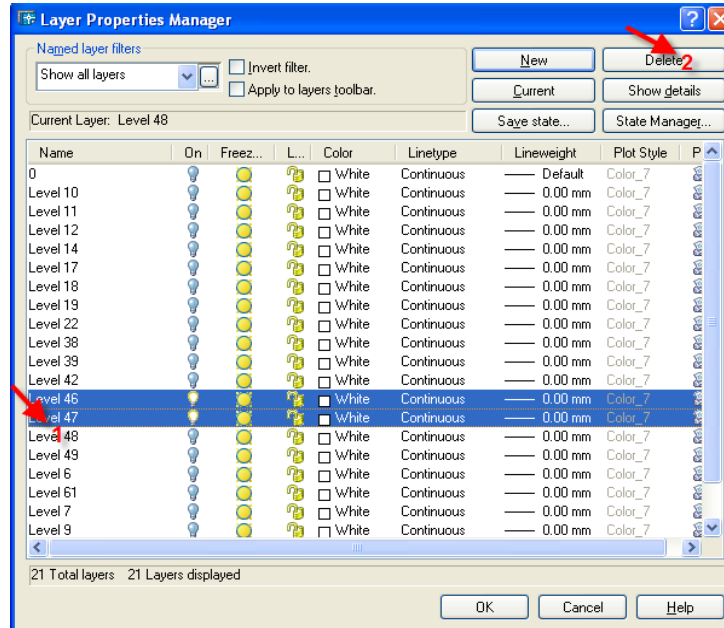 Layer Properties Manager
Named layer filters
Show all layers
...
Invert filter.
Apply to layers toolbar.
New
Delete
2
Current
Show details
Current Layer: Level 48
Save state...
State Manager...
Name On Freez... L... Color Linetype Lineweight Plot Style P
0 White Continuous Default Color_7
Level 10 White Continuous 0.00 mm Color_7
Level 11 White Continuous 0.00 mm Color_7
Level 12 White Continuous 0.00 mm Color_7
Level 14 White Continuous 0.00 mm Color_7
Level 17 White Continuous 0.00 mm Color_7
Level 18 White Continuous 0.00 mm Color_7
Level 19 White Continuous 0.00 mm Color_7
Level 22 White Continuous 0.00 mm Color_7
Level 38 White Continuous 0.00 mm Color_7
Level 39 White Continuous 0.00 mm Color_7
Level 42 White Continuous 0.00 mm Color_7
Level 46 White Continuous 0.00 mm Color_7
Level 47 White Continuous 0.00 mm Color_7
1
Level 48 White Continuous 0.00 mm Color_7
Level 49 White Continuous 0.00 mm Color_7
Level 6 White Continuous 0.00 mm Color_7
Level 61 White Continuous 0.00 mm Color_7
Level 7 White Continuous 0.00 mm Color_7
Level 9 White Continuous 0.00 mm Color_7
21 Total layers 21 Layers displayed
OK
Cancel
Help